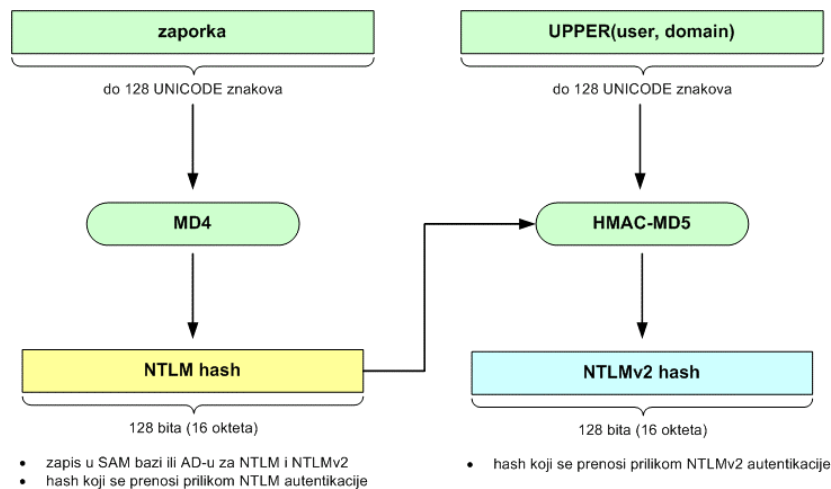 zaporka
do 128 UNICODE znakova
MD4
NTLM hash
128 bita (16 okteta)
• zapis u SAM bazi ili AD-u za NTLM i NTLMv2
• hash koji se prenosi prilikom NTLM autentikacije
UPPER(user, domain)
do 128 UNICODE znakova
HMAC-MD5
NTLMv2 hash
128 bita (16 okteta)
• hash koji se prenosi prilikom NTLMv2 autentikacije